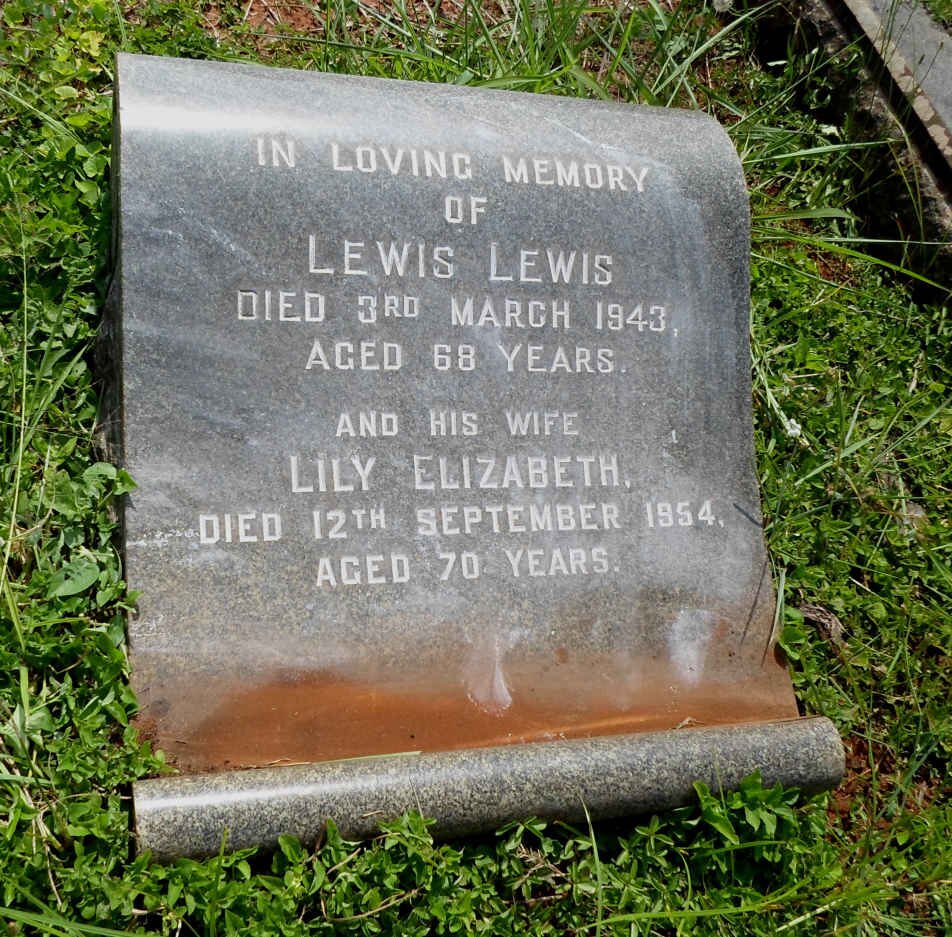 IN LOVING MEMORY
OF
LEWIS LEWIS
DIED 3RD MARCH 1943,
AGED 68 YEARS.
AND HIS WIFE
LILY ELIZABETH,
DIED 12TH SEPTEMBER 1954,
AGED 70 YEARS.